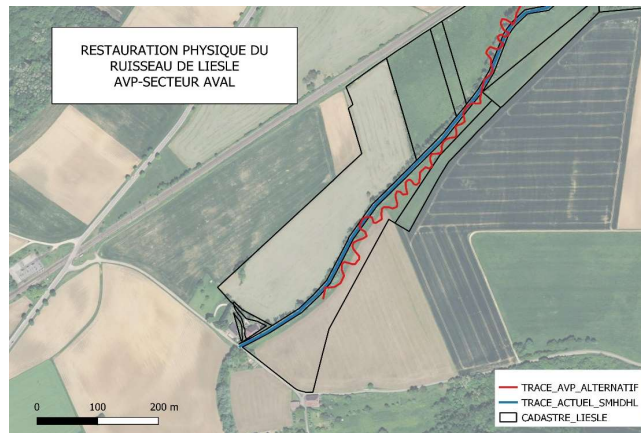 RESTAURATION PHYSIQUE DU
RUISSEAU DE LIESLE
AVP-SECTEUR AVAL
TRACE_AVP_ALTERNATIF
TRACE_ACTUEL_SMHDHL
CADASTRE_LIESLE
0 100 200 m